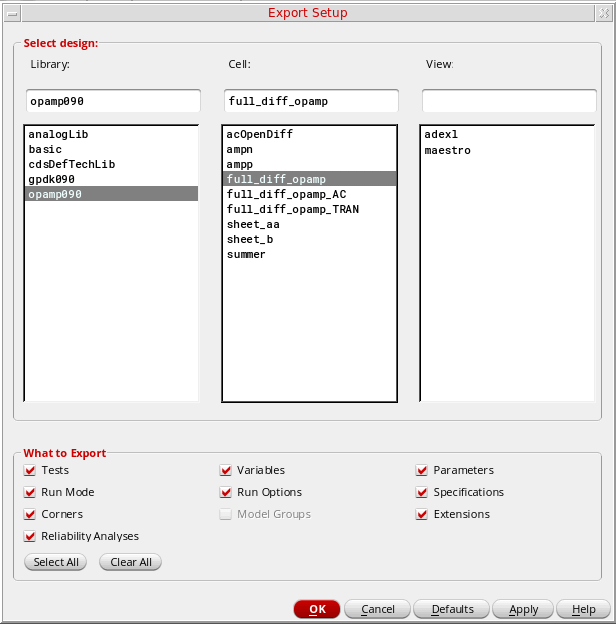 Export Setup
Select design:
Library:
Cell:
View:
opamp090
full_diff_opamp
analogLib
basic
cdsDefTechLib
gpdk090
opamp090
acOpenDiff
ampn
ampp
full_diff_opamp
full_diff_opamp_AC
full_diff_opamp_TRAN
sheet_aa
sheet_b
summer
adexl
maestro
What to Export
Tests
Variables
Parameters
Run Mode
Run Options
Specifications
Corners
Model Groups
Extensions
Reliability Analyses
Select All
Clear All
OK
Cancel
Defaults
Apply
Help